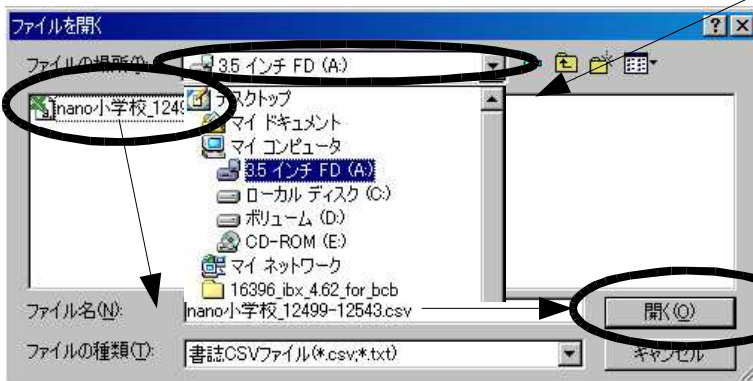 ファイルを開く
ファイルの場所(I):
3.5 インチ FD (A:)
nano小学校_1249
デスクトップ
マイ ドキュメント
マイ コンピュータ
3.5 インチ FD (A:)
ローカル ディスク (C:)
ボリューム (D:)
CD-ROM (E:)
マイ ネットワーク
16396_ibx_4.62_for_bcb
ファイル名(N):
nano小学校_12499-12543.csv
開く(O)
ファイルの種類(T):
書誌CSVファイル(*.csv;*.txt)
キャンセル